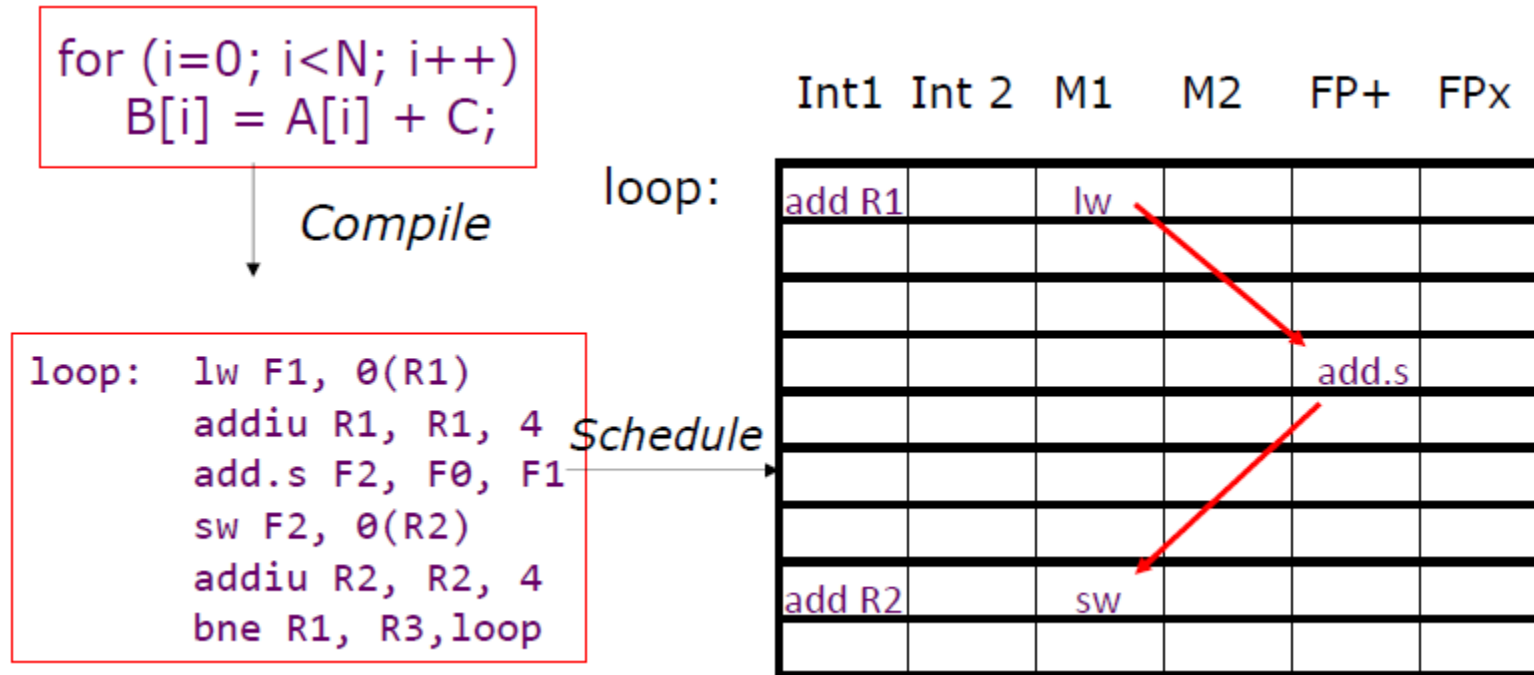 for (i=0; i<N; i++)
B[i] = A[i] + C;
Compile
loop: lw F1, 0(R1)
addiu R1, R1, 4
add.s F2, F0, F1
sw F2, 0(R2)
addiu R2, R2, 4
bne R1, R3,loop
Schedule
Int1 Int 2 M1 M2 FP+ FPx
loop:
add R1 lw
add.s
add R2 sw